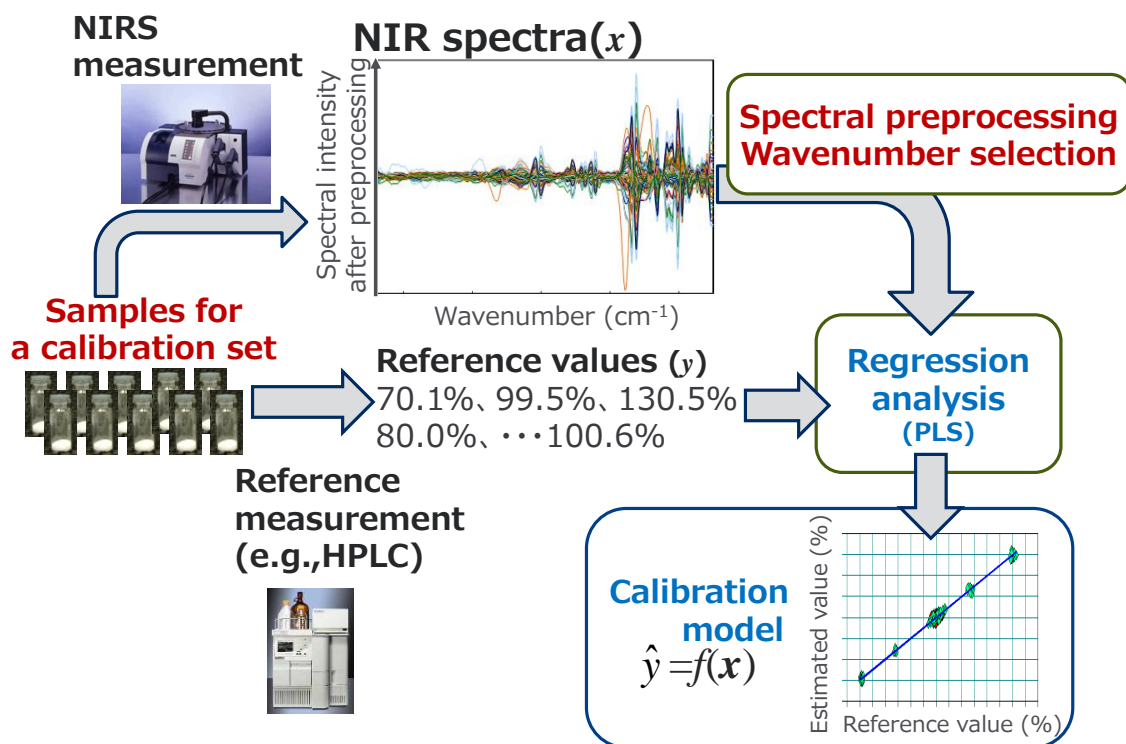 NIRS
measurement
NIR spectra(x)
Spectral intensity
after preprocessing
Wavenumber (cm-1)
Spectral preprocessing
Wavenumber selection
Samples for
a calibration set
Reference values (y)
70.1%、99.5%、130.5%
80.0%、・・・100.6%
Regression
analysis
(PLS)
Reference
measurement
(e.g.,HPLC)
Calibration
model
ŷ =f(x)
Estimated value (%)
Reference value (%)